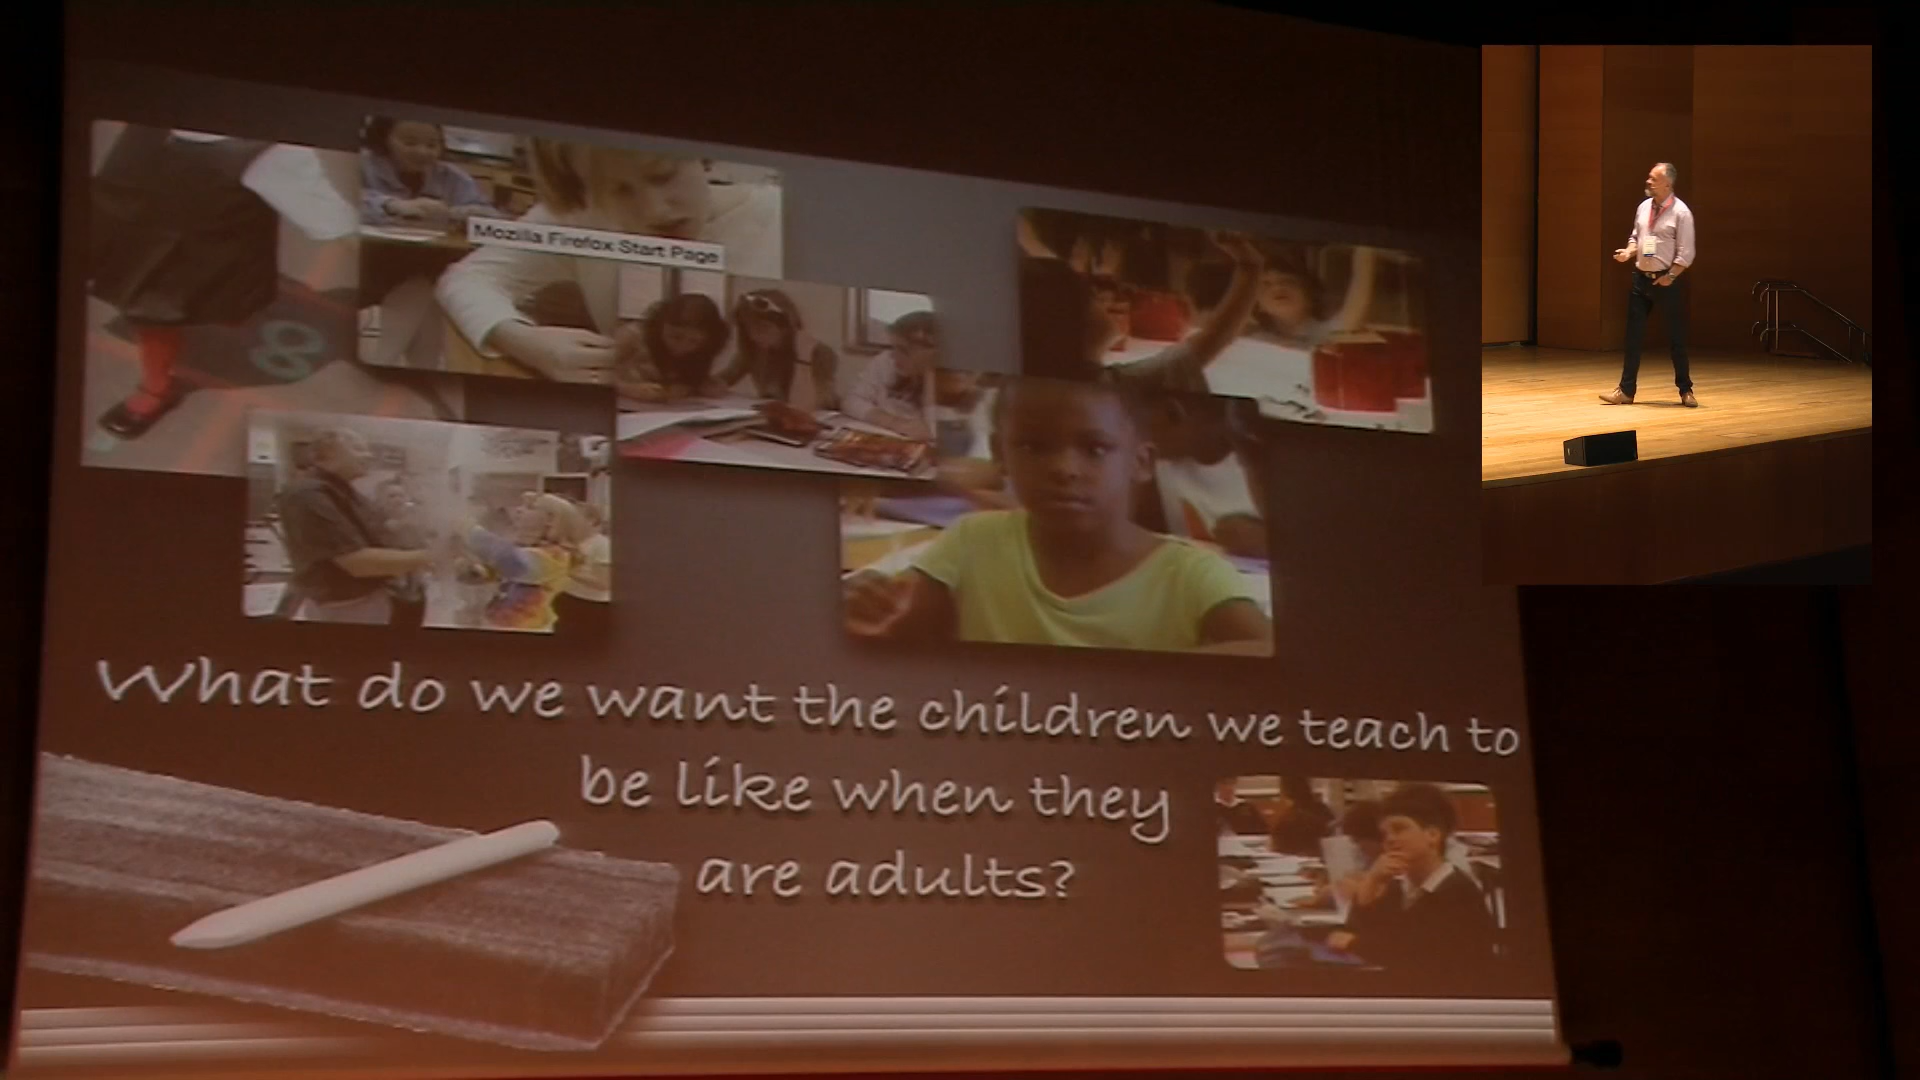 Mozilla Firefox Start Page
8
What do we want the children we teach to
be like when they
are adults?